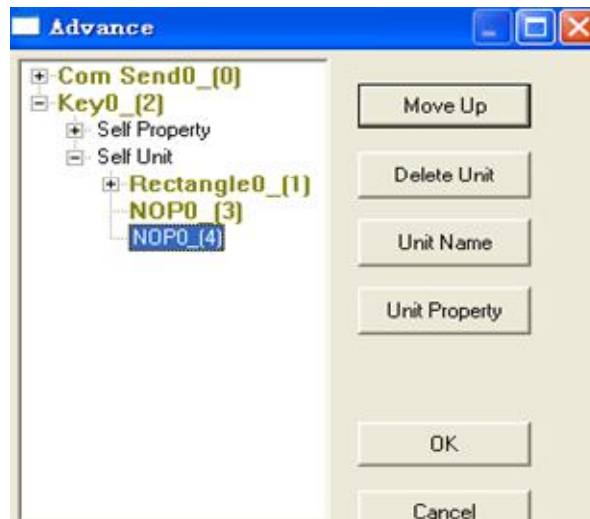 Advance
Com Send0_(0)
Key0_(2)
Self Property
Self Unit
Rectangle0_(1)
NOP0_(3)
NOP0_(4)
Move Up
Delete Unit
Unit Name
Unit Property
OK
Cancel